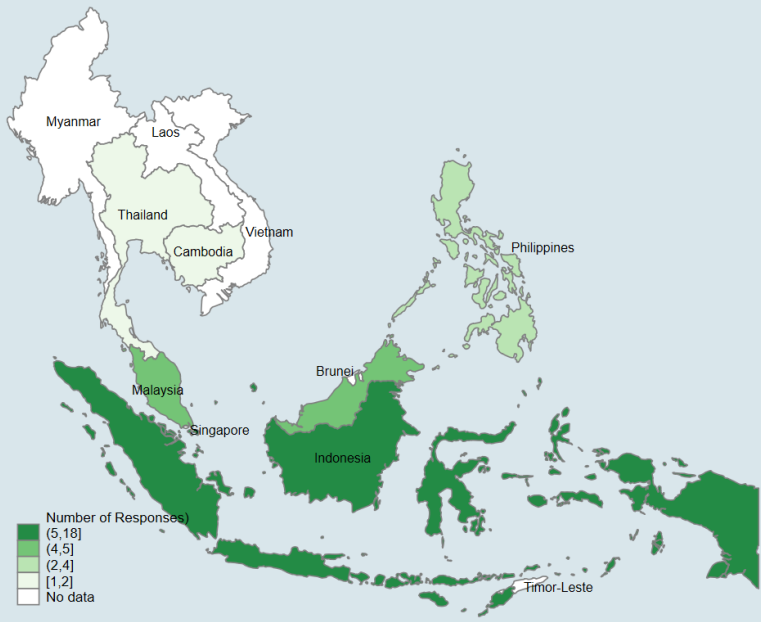 Myanmar
Laos
Thailand
Vietnam
Cambodia
Philippines
Brunei
Malaysia
Singapore
Indonesia
Number of Responses)
(5,18]
(4,5]
(2,4]
[1,2]
No data
Timor-Leste